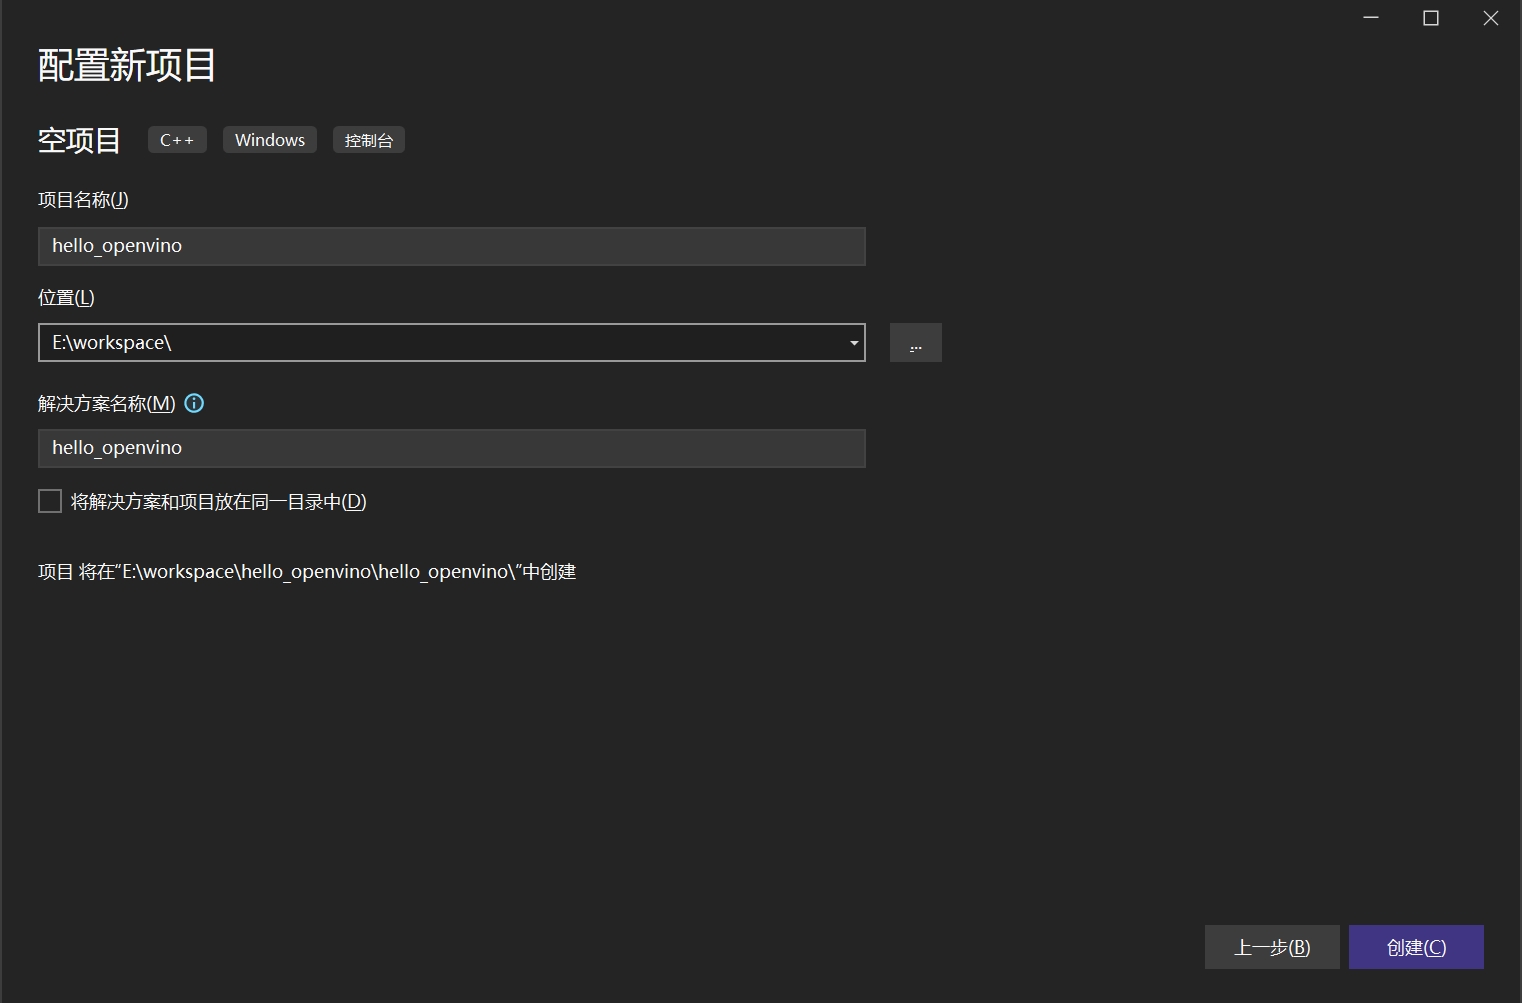 配置新项目
空项目 C++ Windows 控制台
项目名称(J)
hello_openvino
位置(L)
E:\workspace\
...
解决方案名称(M)
hello_openvino
将解决方案和项目放在同一目录中(D)
项目 将在“E:\workspace\hello_openvino\hello_openvino\”中创建
上一步(B) 创建(C)